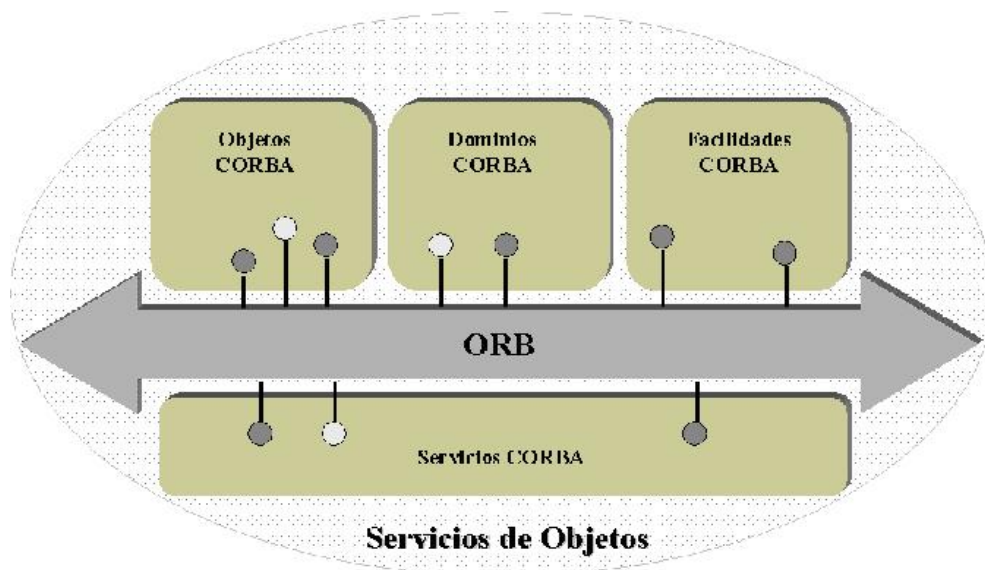 Objetos
CORBA
Dominios
CORBA
Facilidades
CORBA
ORB
Servicios CORBA
Servicios de Objetos